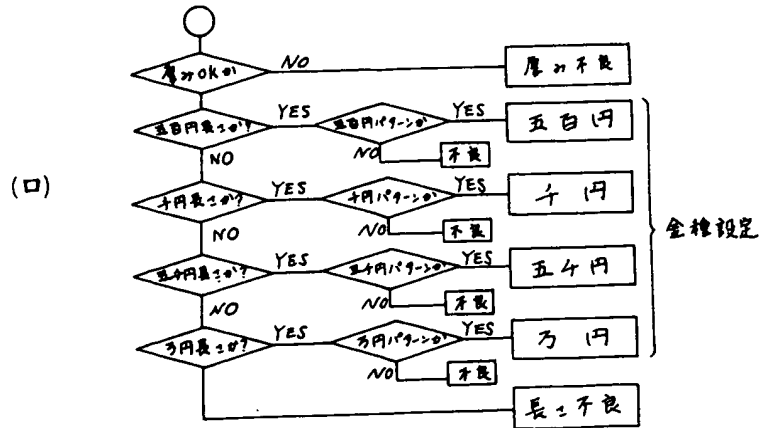 厚みOKか
NO
厚み不良
五百円長さか?
YES
五百円パターンか
YES
五百円
NO
NO
不良
(ロ)
千円長さか?
YES
千円パターンか
YES
千円
NO
NO
不良
金種設定
五千円長さか?
YES
五千円パターンか
YES
五千円
NO
NO
不良
万円長さか?
YES
万円パターンか
YES
万円
NO
不良
長さ不良